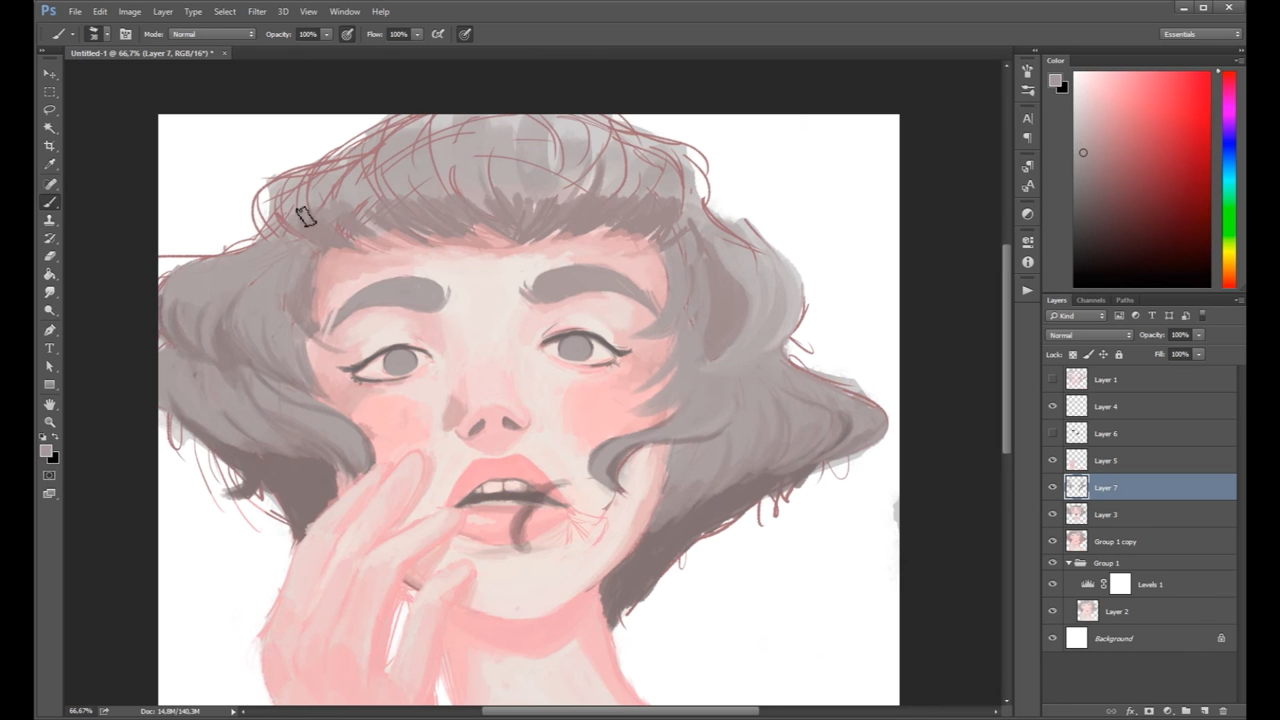 Ps File Edit Image Layer Type Select Filter 3D View Window Help
Mode: Normal Opacity: 100% Flow: 100% Essentials
Untitled-1 @ 66,7% (Layer 7, RGB/16*) *
Color
Layers Channels Paths
Kind
Normal Opacity: 100%
Lock: Fill: 100%
Layer 1
Layer 4
Layer 6
Layer 5
Layer 7
Layer 3
Group 1 copy
Group 1
Levels 1
Layer 2
Background
66,67% Doc: 14,8M/140,3M